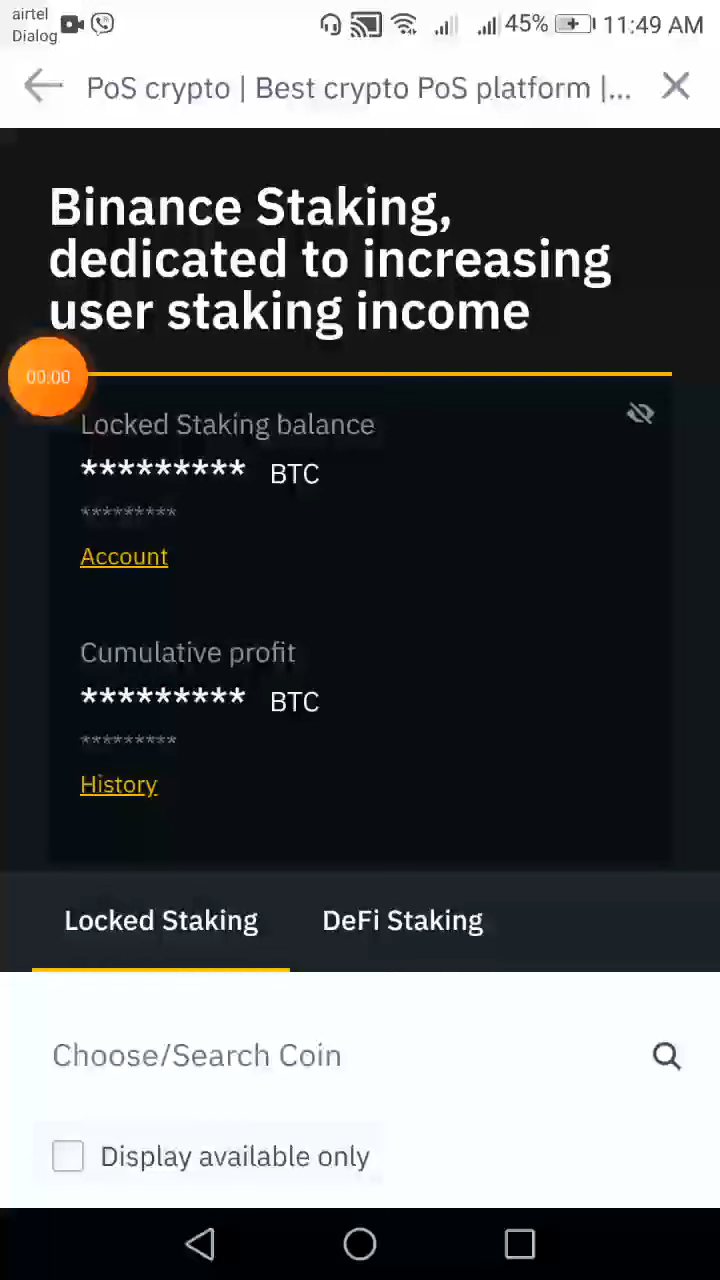 airtel
Dialog
45% 11:49 AM
PoS crypto | Best crypto PoS platform |...
Binance Staking,
dedicated to increasing
user staking income
00:00
Locked Staking balance
********* BTC
*********
Account
Cumulative profit
********* BTC
*********
History
Locked Staking DeFi Staking
Choose/Search Coin
Display available only